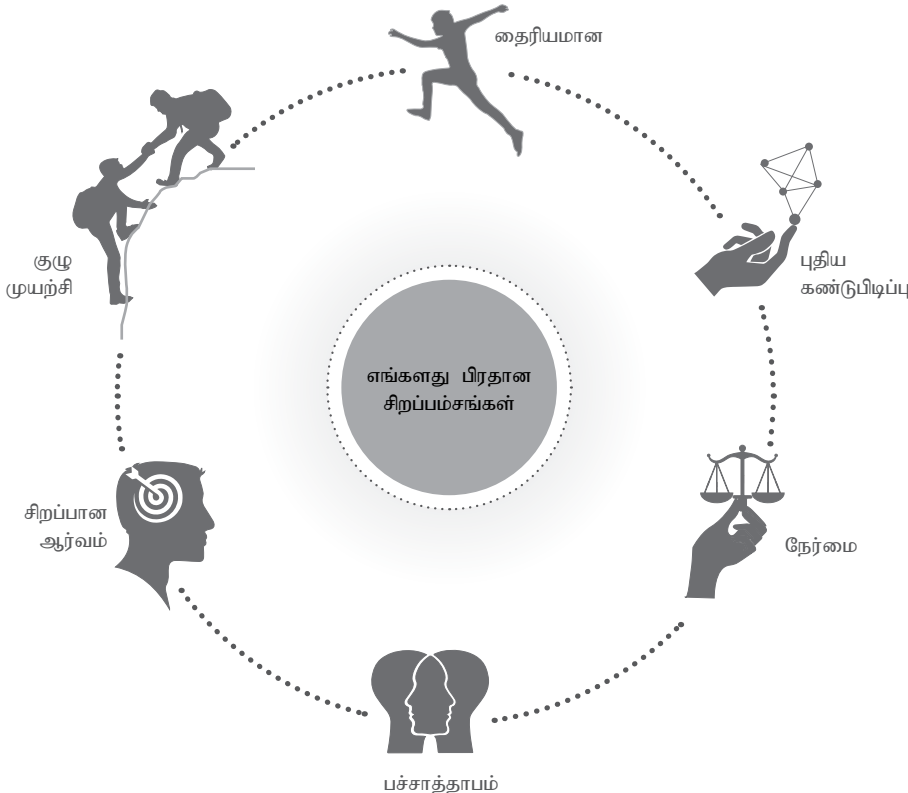 தைரியமான
புதிய
கண்டுபிடிப்பு
நேர்மை
பச்சாத்தாபம்
சிறப்பான
ஆர்வம்
குழு
முயற்சி
எங்களது பிரதான
சிறப்பம்சங்கள்